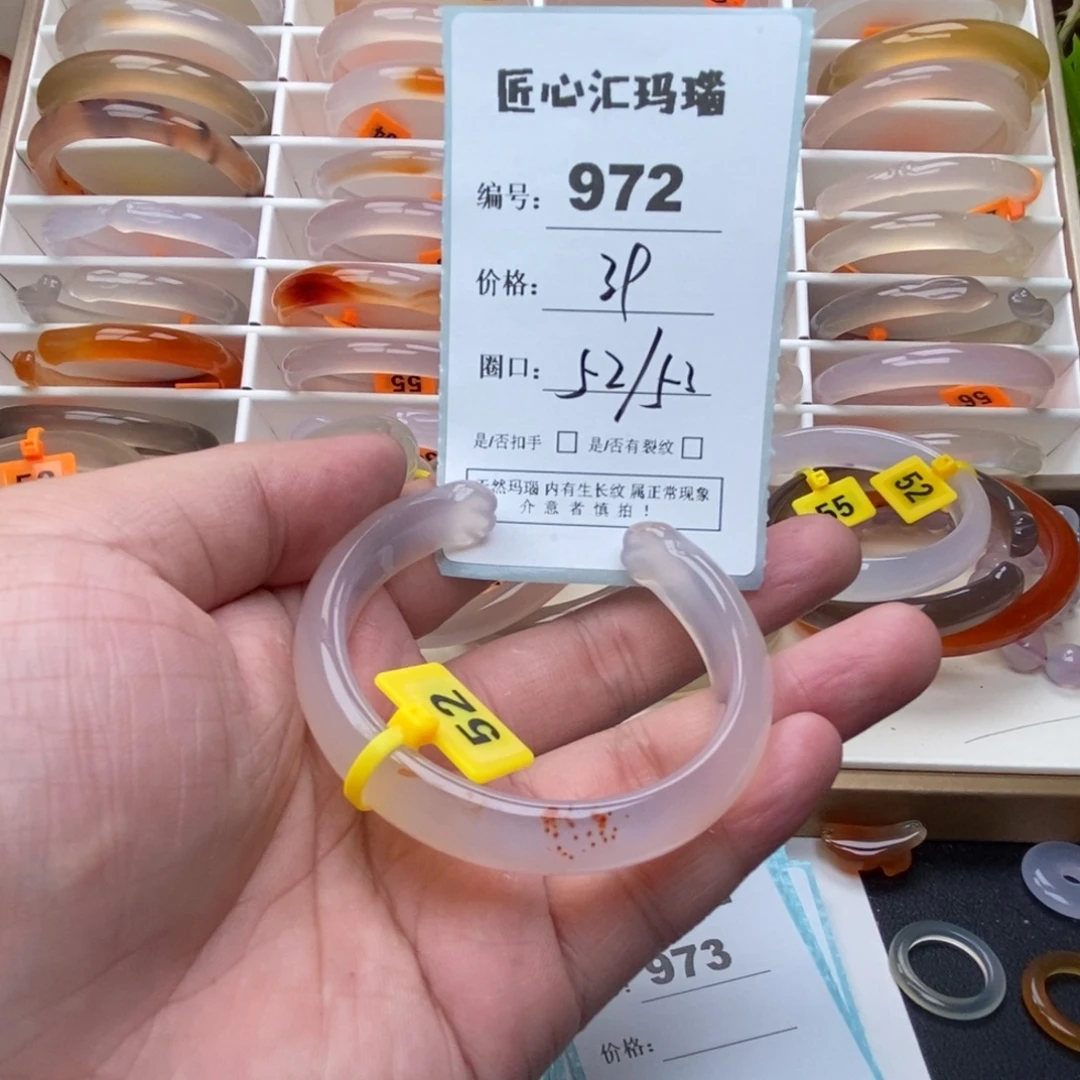 匠心汇玛瑙
编号: 972
价格: 39
圈口: 52/53
是/否扣手 □ 是/否有裂纹 □
天然玛瑙 内有生长纹 属正常现象
介意者慎拍！
52
55
52
55
56
973
价格: